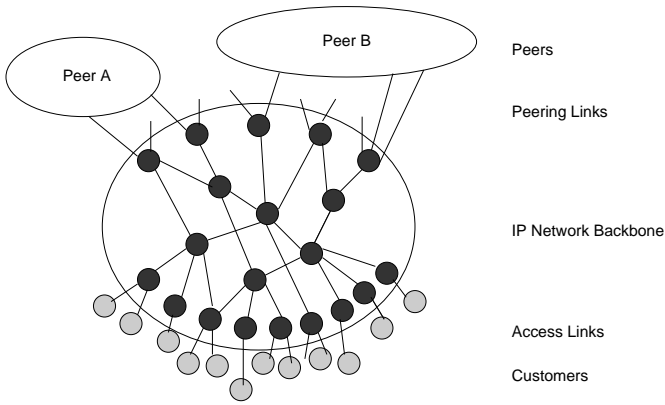 Peer B
Peers
Peer A
Peering Links
IP Network Backbone
Access Links
Customers